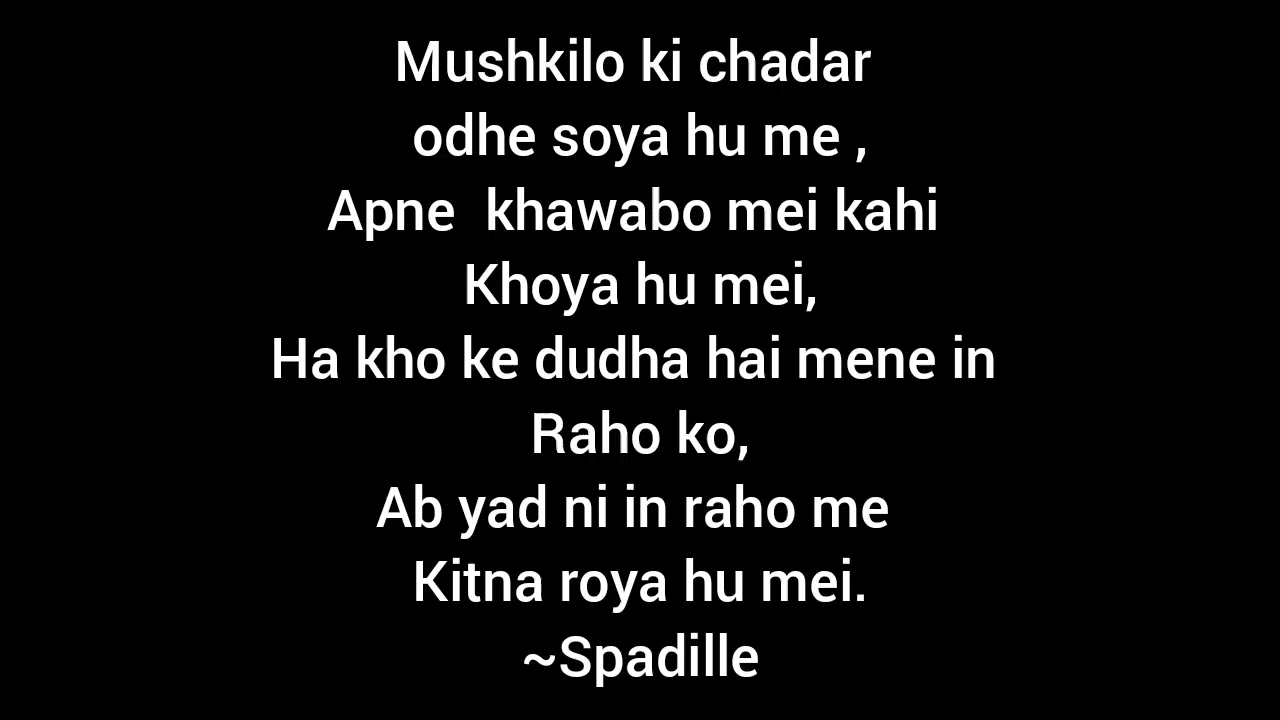 Mushkilo ki chadar
odhe soya hu me ,
Apne  khawabo mei kahi
Khoya hu mei,
Ha kho ke dudha hai mene in
Raho ko,
Ab yad ni in raho me
Kitna roya hu mei.
~Spadille